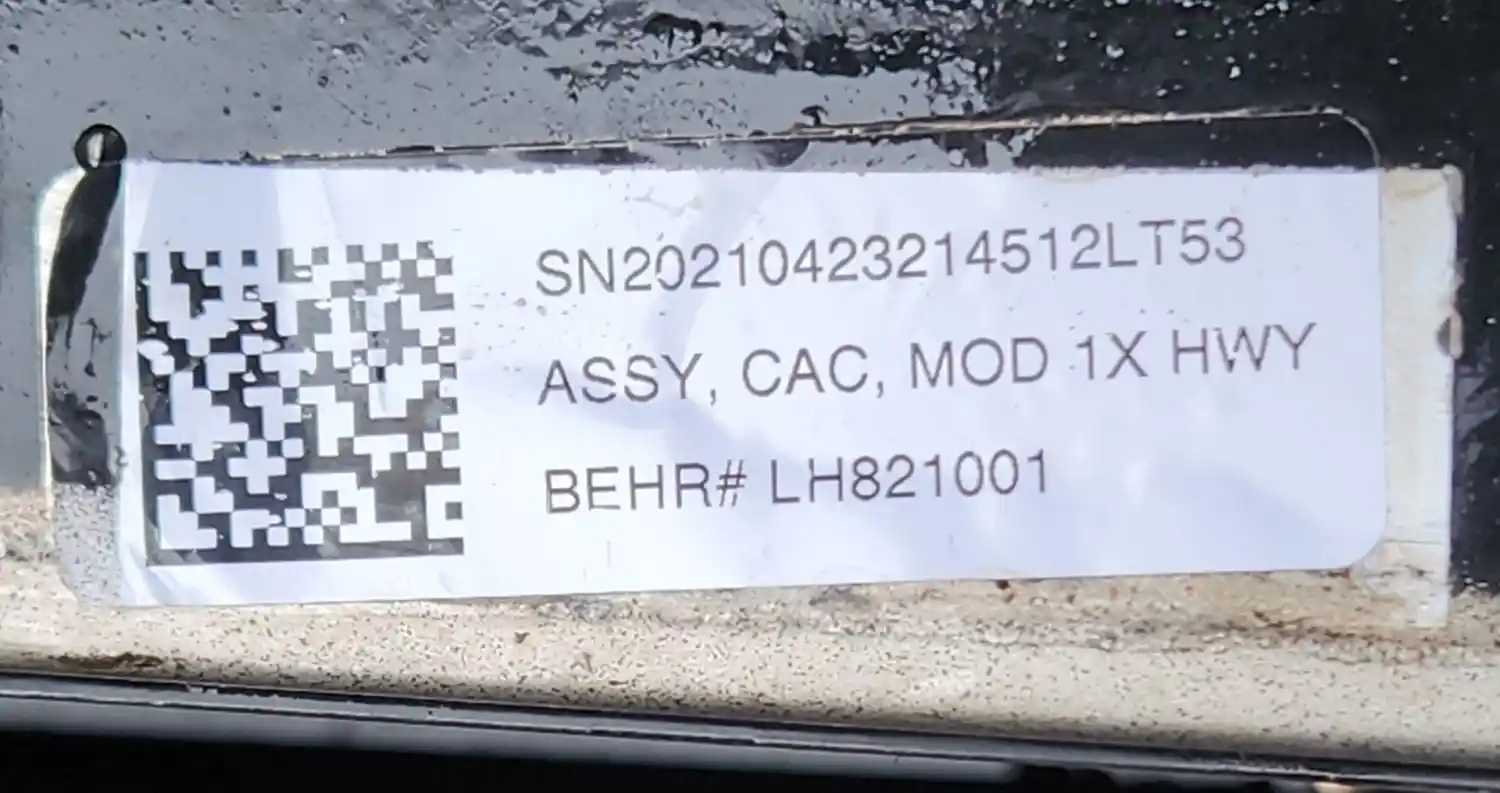 SN20210423214512LT53
ASSY, CAC, MOD 1X HWY
BEHR# LH821001